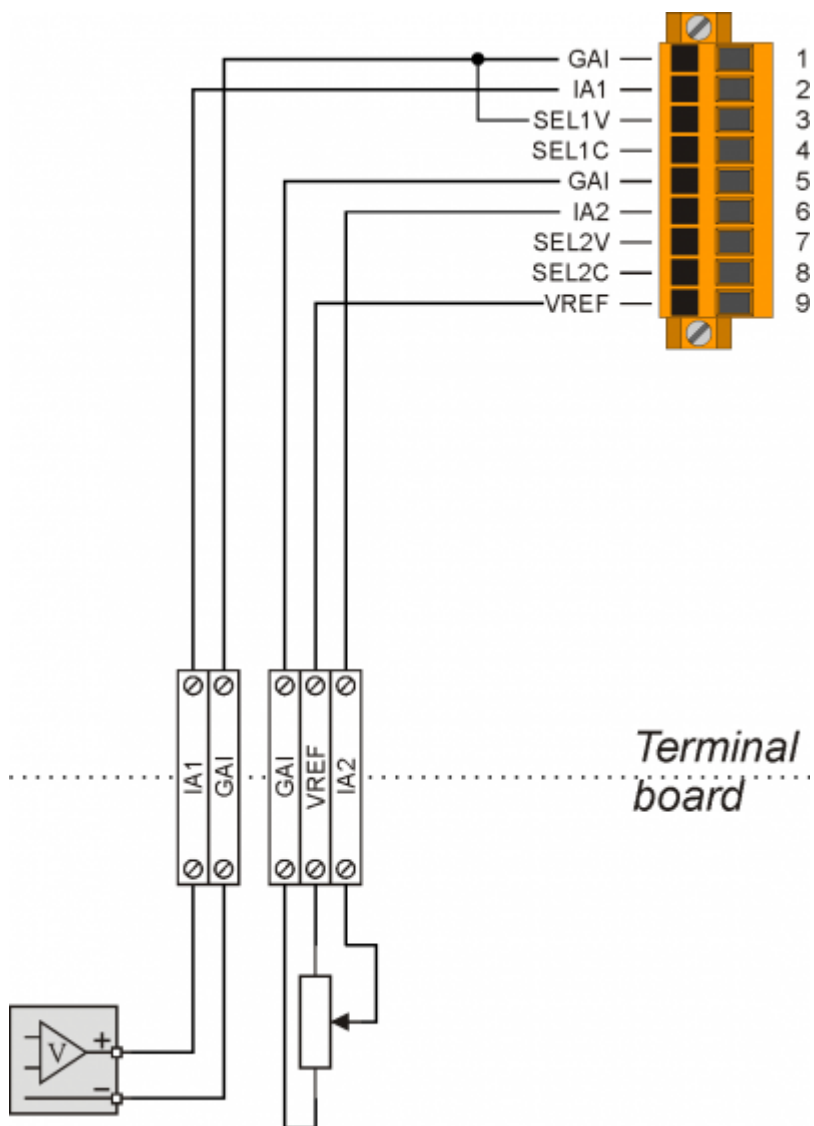 GAI 1
IA1 2
SEL1V 3
SEL1C 4
GAI 5
IA2 6
SEL2V 7
SEL2C 8
VREF 9
IA1
GAI
GAI
VREF
IA2
Terminal
board
V
+
−